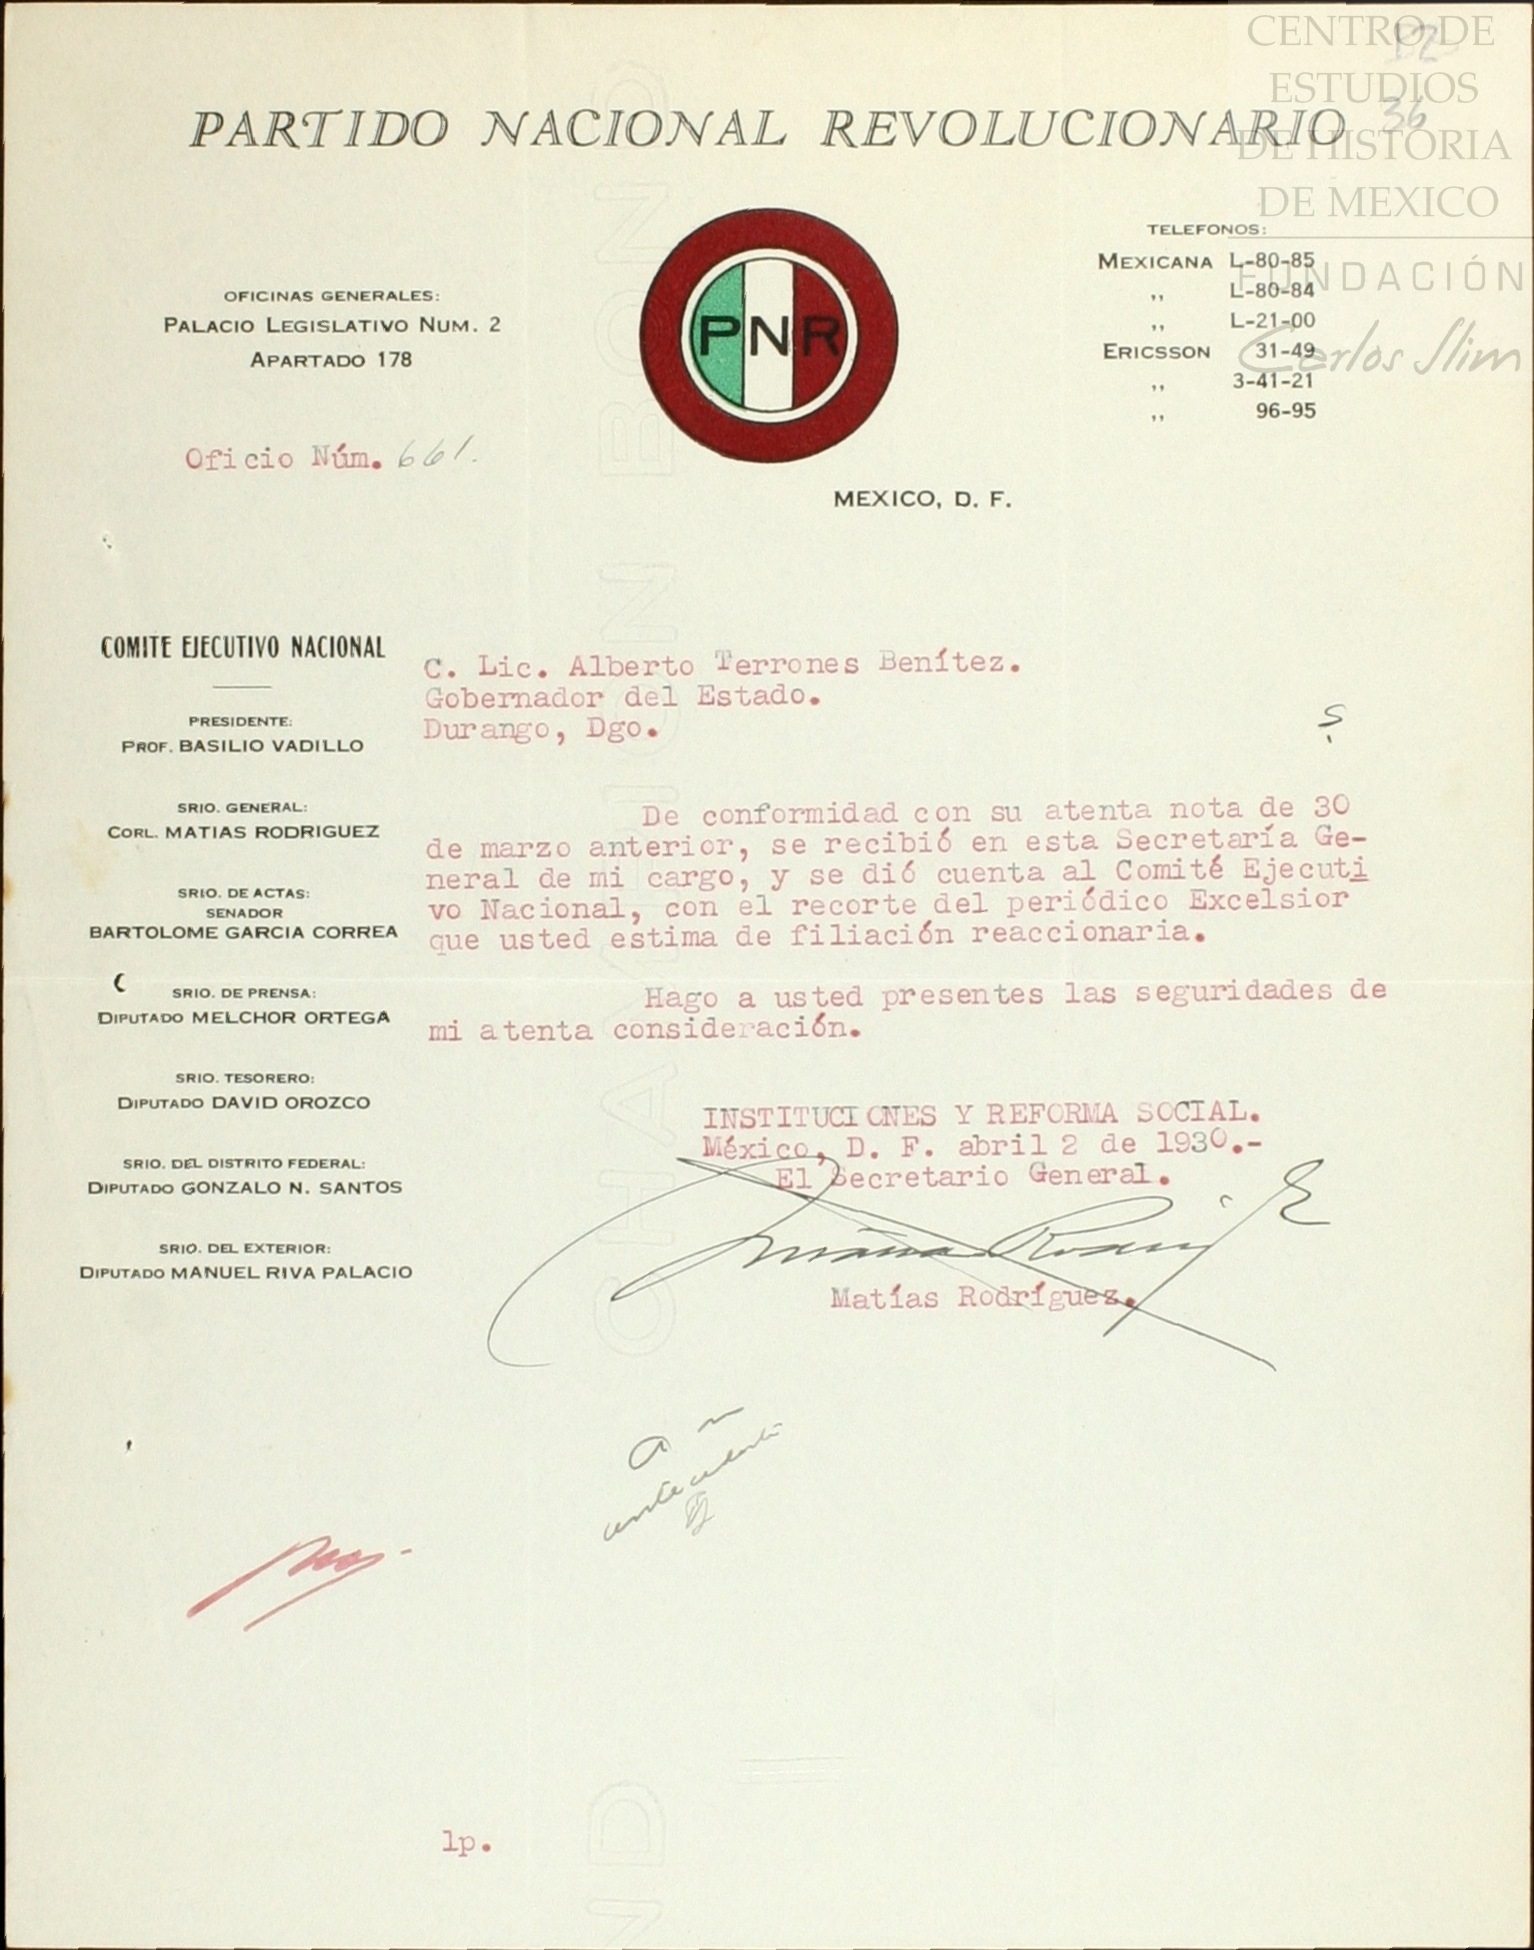 CENTRO DE
ESTUDIOS
DE HISTORIA
DE MEXICO
FUNDACIÓN
Carlos Slim
36
PARTIDO NACIONAL REVOLUCIONARIO
OFICINAS GENERALES:
PALACIO LEGISLATIVO NUM. 2
APARTADO 178
PNR
TELEFONOS:
MEXICANA L-80-85
,, L-80-84
,, L-21-00
ERICSSON 31-49
,, 3-41-21
,, 96-95
Oficio Núm. 661.
MEXICO, D. F.
COMITE EJECUTIVO NACIONAL
PRESIDENTE:
PROF. BASILIO VADILLO
SRIO. GENERAL:
CORL. MATIAS RODRIGUEZ
SRIO. DE ACTAS:
SENADOR
BARTOLOME GARCIA CORREA
SRIO. DE PRENSA:
DIPUTADO MELCHOR ORTEGA
SRIO. TESORERO:
DIPUTADO DAVID OROZCO
SRIO. DEL DISTRITO FEDERAL:
DIPUTADO GONZALO N. SANTOS
SRIO. DEL EXTERIOR:
DIPUTADO MANUEL RIVA PALACIO
C. Lic. Alberto Terrones Benítez.
Gobernador del Estado.
Durango, Dgo.
De conformidad con su atenta nota de 30
de marzo anterior, se recibió en esta Secretaría Ge-
neral de mi cargo, y se dió cuenta al Comité Ejecuti
vo Nacional, con el recorte del periódico Excelsior
que usted estima de filiación reaccionaria.
Hago a usted presentes las seguridades de
mi atenta consideración.
INSTITUCIONES Y REFORMA SOCIAL.
México, D. F. abril 2 de 1930.-
El Secretario General.
Matías Rodríguez.
lp.
CHAMPION BOND